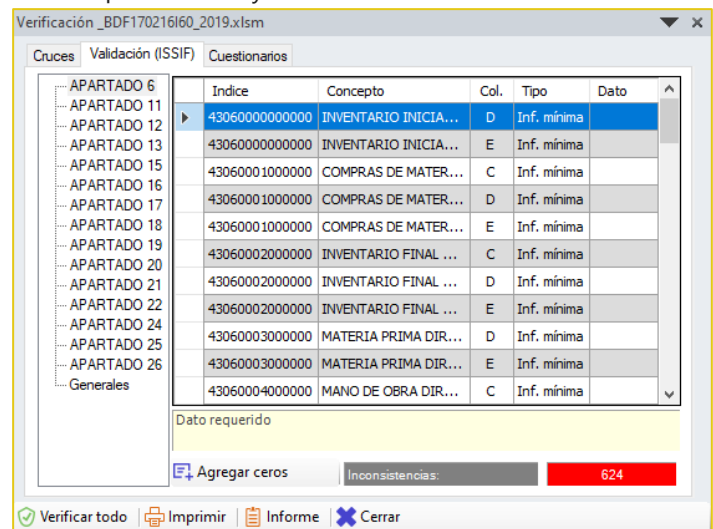 Verificación _BDF170216I60_2019.xlsm
Cruces Validación (ISSIF) Cuestionarios
APARTADO 6
APARTADO 11
APARTADO 12
APARTADO 13
APARTADO 15
APARTADO 16
APARTADO 17
APARTADO 18
APARTADO 19
APARTADO 20
APARTADO 21
APARTADO 22
APARTADO 24
APARTADO 25
APARTADO 26
Generales
Indice Concepto Col. Tipo Dato
43060000000000 INVENTARIO INICIA... D Inf. mínima
43060000000000 INVENTARIO INICIA... E Inf. mínima
43060001000000 COMPRAS DE MATER... C Inf. mínima
43060001000000 COMPRAS DE MATER... D Inf. mínima
43060001000000 COMPRAS DE MATER... E Inf. mínima
43060002000000 INVENTARIO FINAL ... C Inf. mínima
43060002000000 INVENTARIO FINAL ... D Inf. mínima
43060002000000 INVENTARIO FINAL ... E Inf. mínima
43060003000000 MATERIA PRIMA DIR... D Inf. mínima
43060003000000 MATERIA PRIMA DIR... E Inf. mínima
43060004000000 MANO DE OBRA DIR... C Inf. mínima
Dato requerido
Agregar ceros Inconsistencias: 624
Verificar todo Imprimir Informe Cerrar